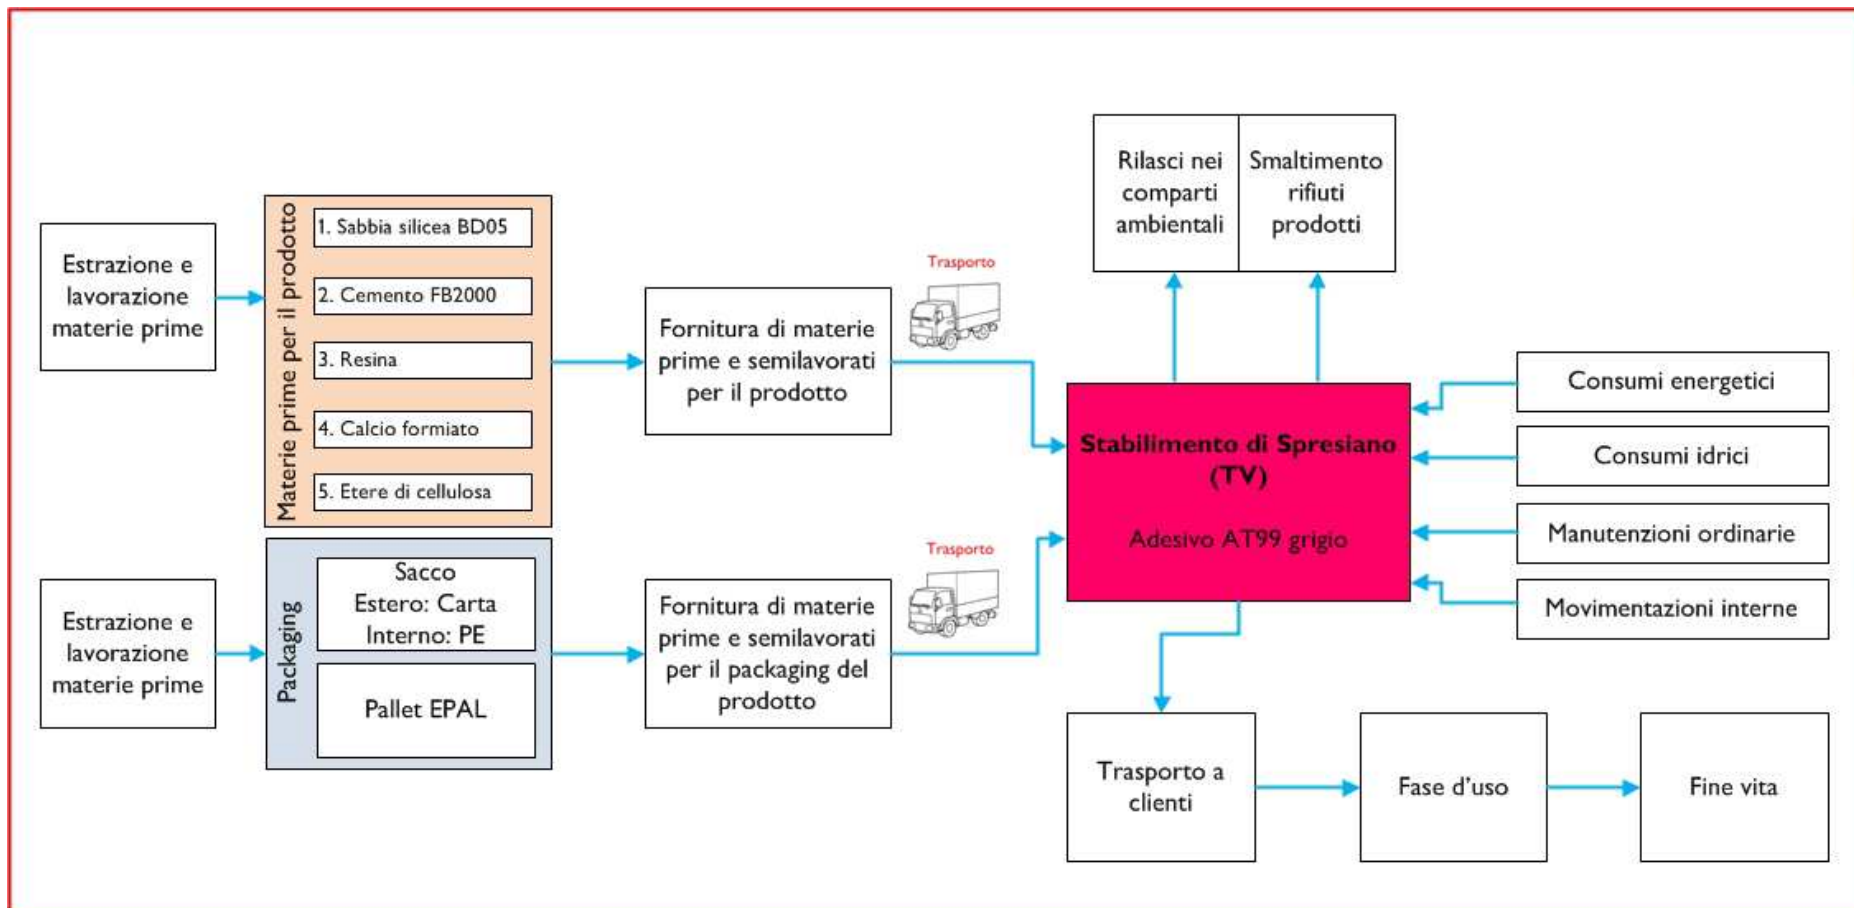 Estrazione e
lavorazione
materie prime
Materie prime per il prodotto
1. Sabbia silicea BD05
2. Cemento FB2000
3. Resina
4. Calcio formiato
5. Etere di cellulosa
Fornitura di materie
prime e semilavorati
per il prodotto
Trasporto
Rilasci nei
comparti
ambientali
Smaltimento
rifiuti
prodotti
Stabilimento di Spresiano
(TV)
Adesivo AT99 grigio
Consumi energetici
Consumi idrici
Manutenzioni ordinarie
Movimentazioni interne
Estrazione e
lavorazione
materie prime
Packaging
Sacco
Estero: Carta
Interno: PE
Pallet EPAL
Fornitura di materie
prime e semilavorati
per il packaging del
prodotto
Trasporto
Trasporto a
clienti
Fase d'uso
Fine vita